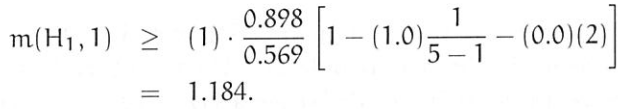 m(H₁, 1) ≥ (1) · 0.898/0.569 [1 − (1.0) 1/(5 − 1) − (0.0)(2)]
= 1.184.